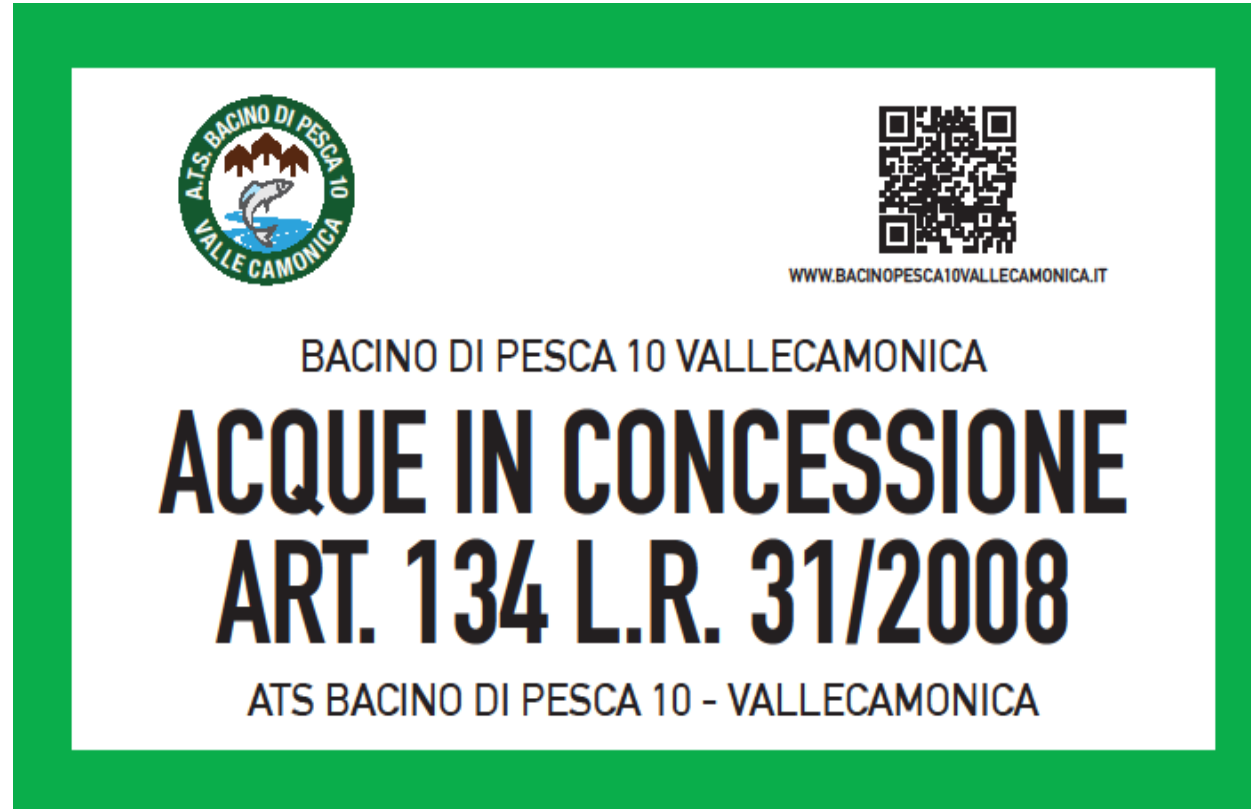 A.T.S. BACINO DI PESCA 10
VALLE CAMONICA
WWW.BACINOPESCA10VALLECAMONICA.IT
BACINO DI PESCA 10 VALLECAMONICA
ACQUE IN CONCESSIONE
ART. 134 L.R. 31/2008
ATS BACINO DI PESCA 10 - VALLECAMONICA